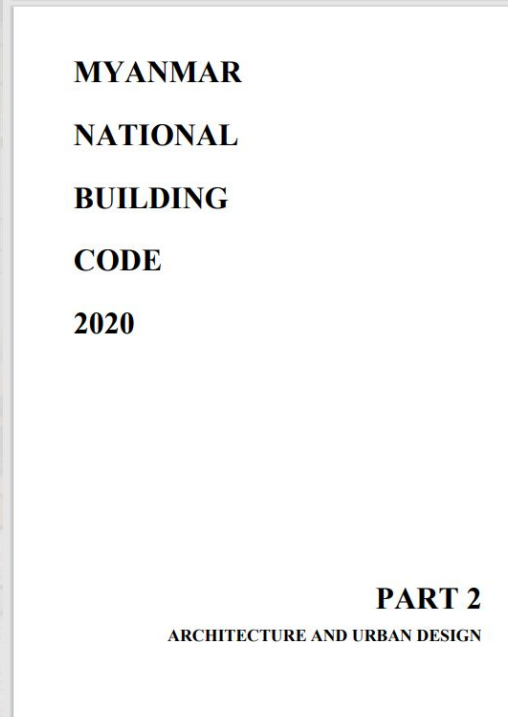 MYANMAR
NATIONAL
BUILDING
CODE
2020
PART 2
ARCHITECTURE AND URBAN DESIGN